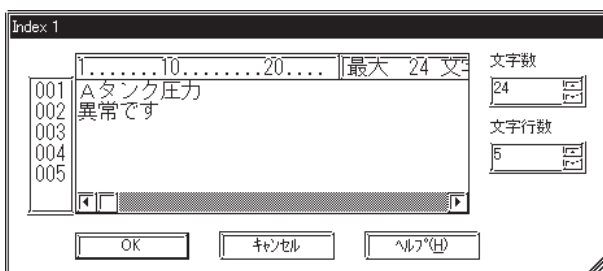 Index 1
1.......10........20.... 最大 24 文字
文字数
24
001 Aタンク圧力
002 異常です
003
004
005
文字行数
5
OK キャンセル ヘルプ(H)